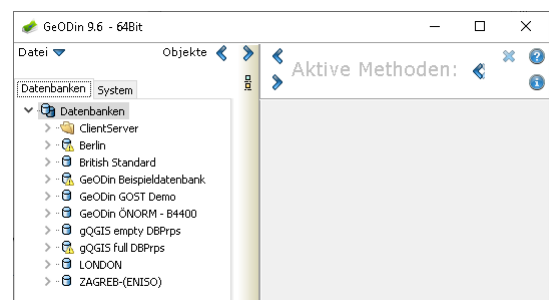 GeODin 9.6 - 64Bit
Datei Objekte
Aktive Methoden:
Datenbanken System
Datenbanken
ClientServer
Berlin
British Standard
GeODin Beispieldatenbank
GeODin GOST Demo
GeODin ÖNORM - B4400
gQGIS empty DBPrps
gQGIS full DBPrps
LONDON
ZAGREB-(ENISO)